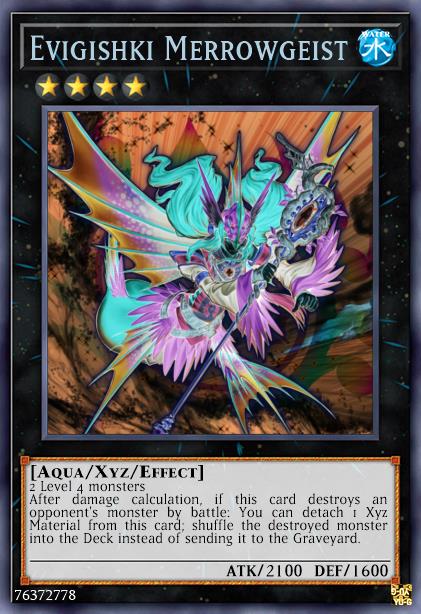 Evigishki Merrowgeist
WATER
水
[Aqua/Xyz/Effect]
2 Level 4 monsters
After damage calculation, if this card destroys an
opponent's monster by battle: You can detach 1 Xyz
Material from this card; shuffle the destroyed monster
into the Deck instead of sending it to the Graveyard.
ATK/2100 DEF/1600
76372778